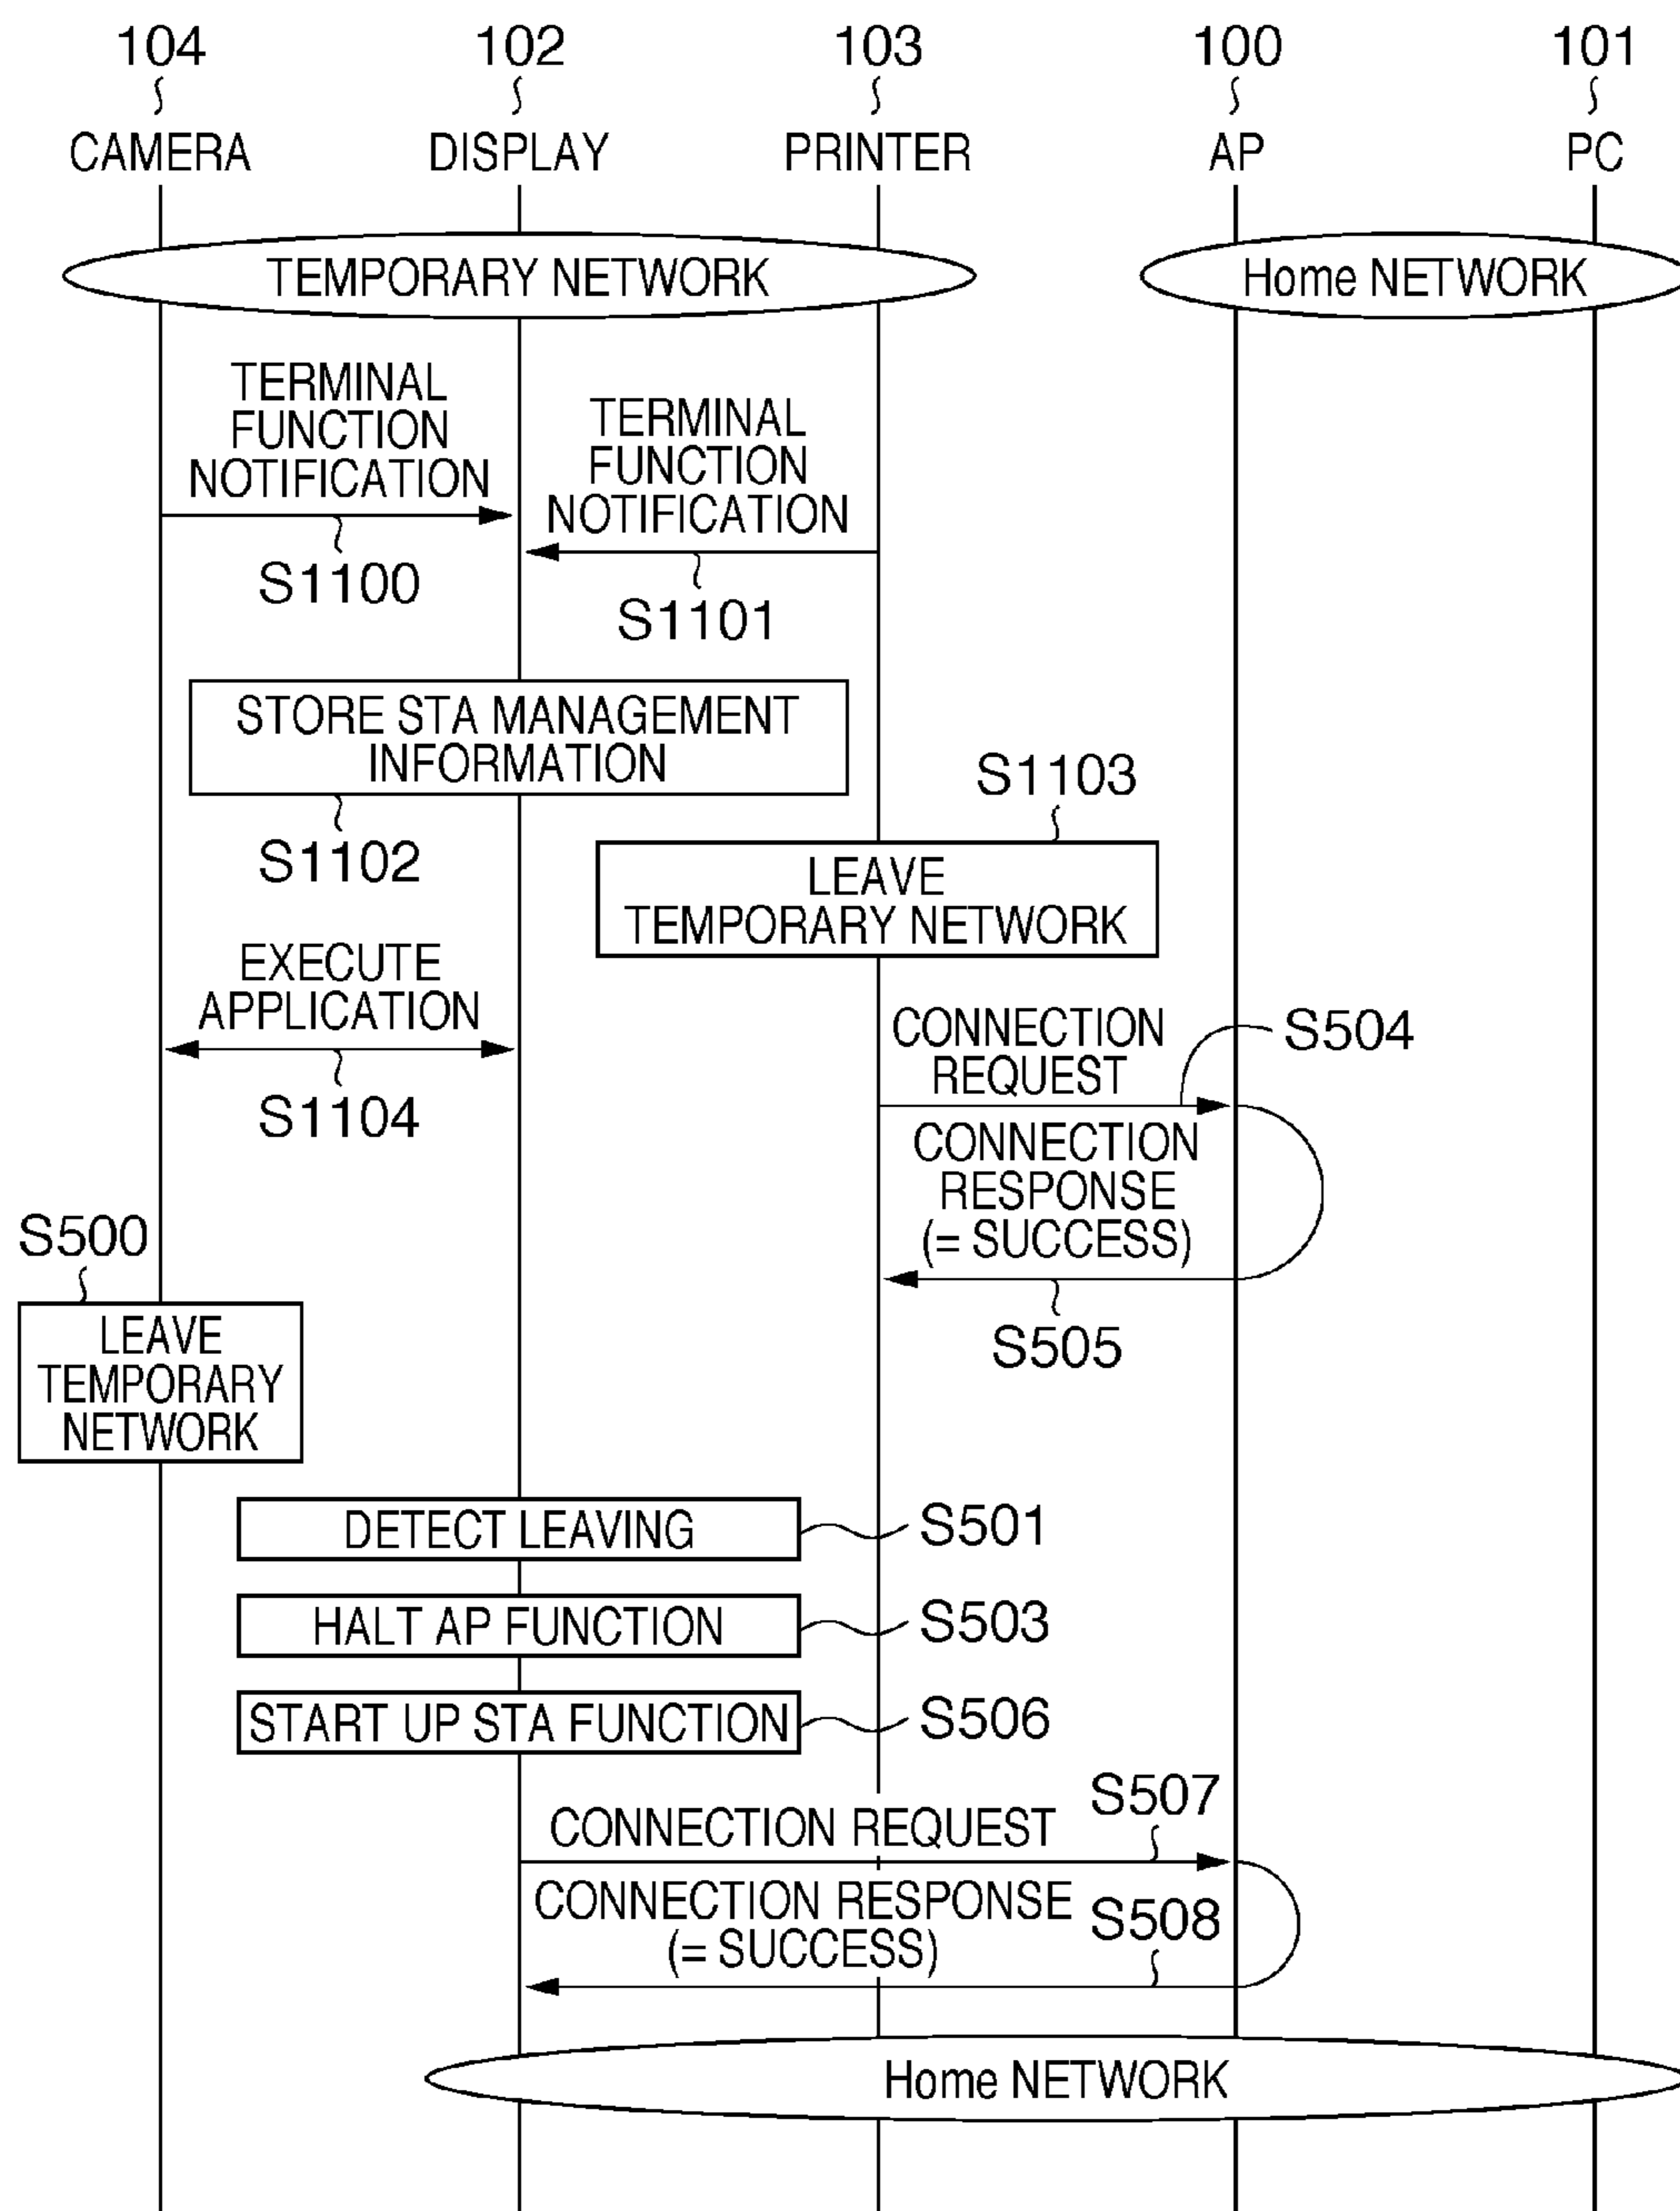 104
102
103
100
101
CAMERA
DISPLAY
PRINTER
AP
PC
TEMPORARY NETWORK
Home NETWORK
TERMINAL
FUNCTION
NOTIFICATION
S1100
TERMINAL
FUNCTION
NOTIFICATION
S1101
STORE STA MANAGEMENT
INFORMATION
S1102
S1103
LEAVE
TEMPORARY NETWORK
EXECUTE
APPLICATION
S1104
CONNECTION
REQUEST
S504
CONNECTION
RESPONSE
(= SUCCESS)
S505
S500
LEAVE
TEMPORARY
NETWORK
DETECT LEAVING
S501
HALT AP FUNCTION
S503
START UP STA FUNCTION
S506
S507
CONNECTION REQUEST
CONNECTION RESPONSE
(= SUCCESS)
S508
Home NETWORK